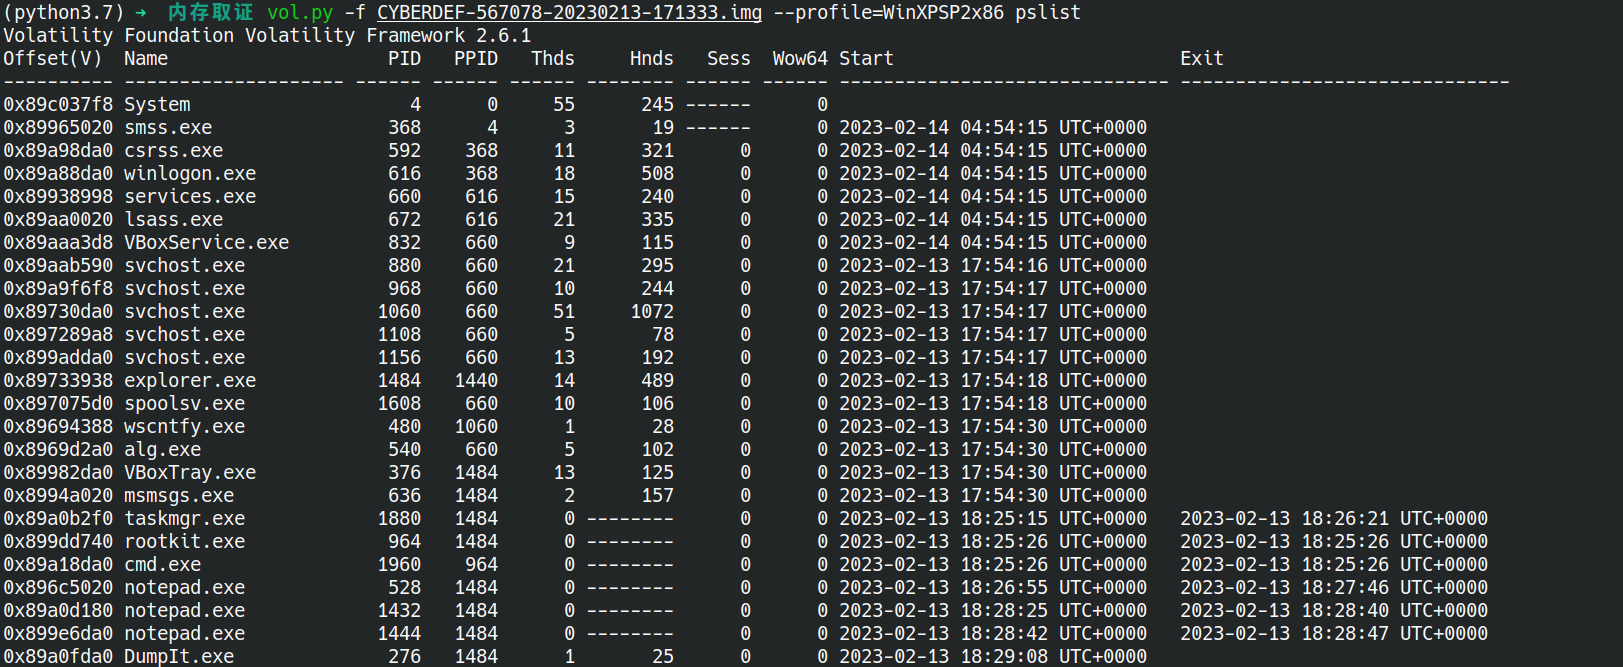 (python3.7) → 内存取证 vol.py -f CYBERDEF-567078-20230213-171333.img --profile=WinXPSP2x86 pslist
Volatility Foundation Volatility Framework 2.6.1
Offset(V)  Name                    PID   PPID   Thds     Hnds   Sess  Wow64 Start                          Exit
---------- -------------------- ------ ------ ------ -------- ------ ------ ------------------------------ ------------------------------
0x89c037f8 System                    4      0     55      245 ------      0
0x89965020 smss.exe                368      4      3       19 ------      0 2023-02-14 04:54:15 UTC+0000
0x89a98da0 csrss.exe               592    368     11      321      0      0 2023-02-14 04:54:15 UTC+0000
0x89a88da0 winlogon.exe            616    368     18      508      0      0 2023-02-14 04:54:15 UTC+0000
0x89938998 services.exe            660    616     15      240      0      0 2023-02-14 04:54:15 UTC+0000
0x89aa0020 lsass.exe               672    616     21      335      0      0 2023-02-14 04:54:15 UTC+0000
0x89aaa3d8 VBoxService.exe         832    660      9      115      0      0 2023-02-14 04:54:15 UTC+0000
0x89aab590 svchost.exe             880    660     21      295      0      0 2023-02-13 17:54:16 UTC+0000
0x89a9f6f8 svchost.exe             968    660     10      244      0      0 2023-02-13 17:54:17 UTC+0000
0x89730da0 svchost.exe            1060    660     51     1072      0      0 2023-02-13 17:54:17 UTC+0000
0x897289a8 svchost.exe            1108    660      5       78      0      0 2023-02-13 17:54:17 UTC+0000
0x899adda0 svchost.exe            1156    660     13      192      0      0 2023-02-13 17:54:17 UTC+0000
0x89733938 explorer.exe           1484   1440     14      489      0      0 2023-02-13 17:54:18 UTC+0000
0x897075d0 spoolsv.exe            1608    660     10      106      0      0 2023-02-13 17:54:18 UTC+0000
0x89694388 wscntfy.exe             480   1060      1       28      0      0 2023-02-13 17:54:30 UTC+0000
0x8969d2a0 alg.exe                 540    660      5      102      0      0 2023-02-13 17:54:30 UTC+0000
0x89982da0 VBoxTray.exe            376   1484     13      125      0      0 2023-02-13 17:54:30 UTC+0000
0x8994a020 msmsgs.exe              636   1484      2      157      0      0 2023-02-13 17:54:30 UTC+0000
0x89a0b2f0 taskmgr.exe            1880   1484      0 --------      0      0 2023-02-13 18:25:15 UTC+0000   2023-02-13 18:26:21 UTC+0000
0x899dd740 rootkit.exe             964   1484      0 --------      0      0 2023-02-13 18:25:26 UTC+0000   2023-02-13 18:25:26 UTC+0000
0x89a18da0 cmd.exe                1960    964      0 --------      0      0 2023-02-13 18:25:26 UTC+0000   2023-02-13 18:25:26 UTC+0000
0x896c5020 notepad.exe             528   1484      0 --------      0      0 2023-02-13 18:26:55 UTC+0000   2023-02-13 18:27:46 UTC+0000
0x89a0d180 notepad.exe            1432   1484      0 --------      0      0 2023-02-13 18:28:25 UTC+0000   2023-02-13 18:28:40 UTC+0000
0x899e6da0 notepad.exe            1444   1484      0 --------      0      0 2023-02-13 18:28:42 UTC+0000   2023-02-13 18:28:47 UTC+0000
0x89a0fda0 DumpIt.exe              276   1484      1       25      0      0 2023-02-13 18:29:08 UTC+0000